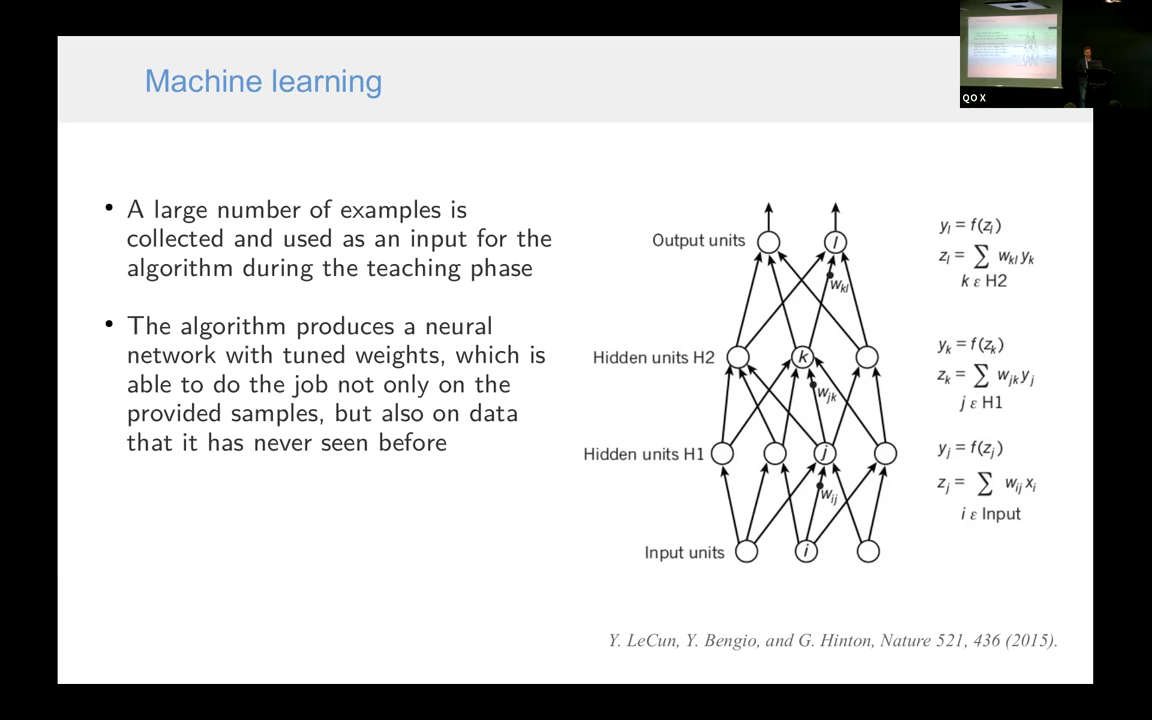 Machine learning
QO X
• A large number of examples is
collected and used as an input for the
algorithm during the teaching phase
• The algorithm produces a neural
network with tuned weights, which is
able to do the job not only on the
provided samples, but also on data
that it has never seen before
Output units
l
w_kl
Hidden units H2
k
w_jk
Hidden units H1
j
w_ij
Input units
i
y_l = f(z_l)
z_l = ∑ w_kl y_k
k ε H2
y_k = f(z_k)
z_k = ∑ w_jk y_j
j ε H1
y_j = f(z_j)
z_j = ∑ w_ij x_i
i ε Input
Y. LeCun, Y. Bengio, and G. Hinton, Nature 521, 436 (2015).